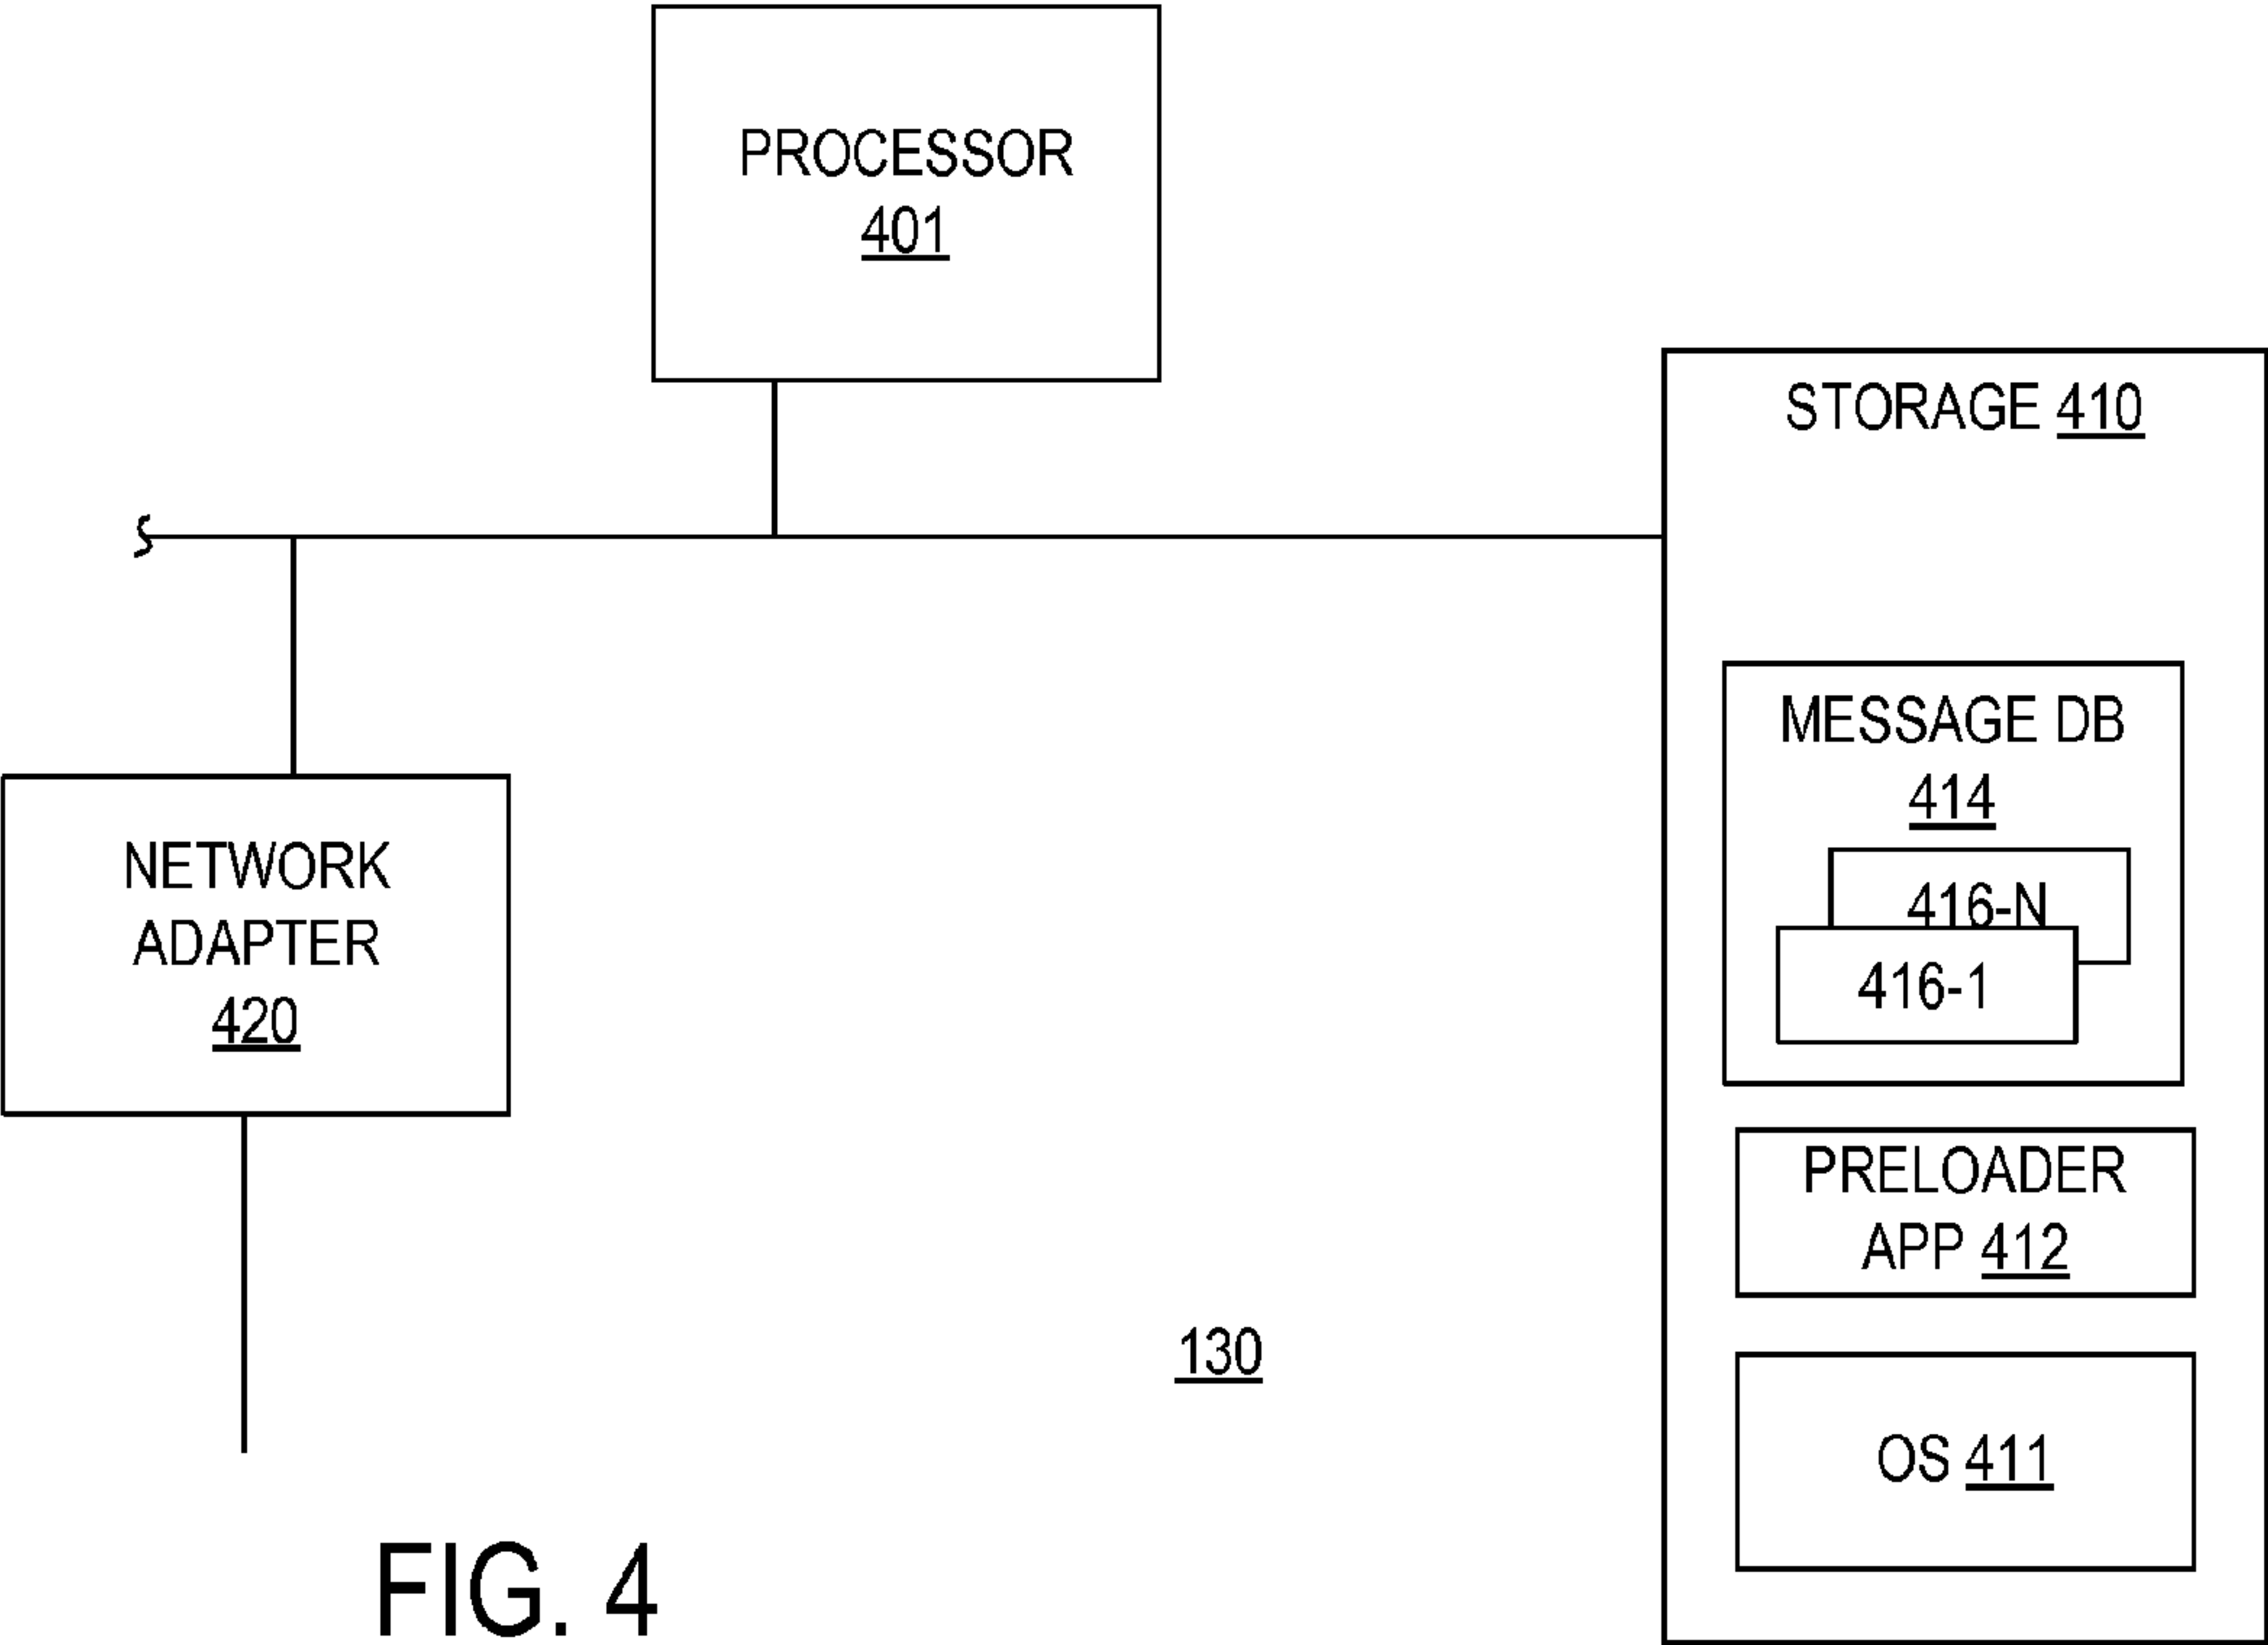 PROCESSOR
401
STORAGE 410
MESSAGE DB
414
416-N
416-1
NETWORK
ADAPTER
420
PRELOADER
APP 412
130
OS 411
FIG. 4